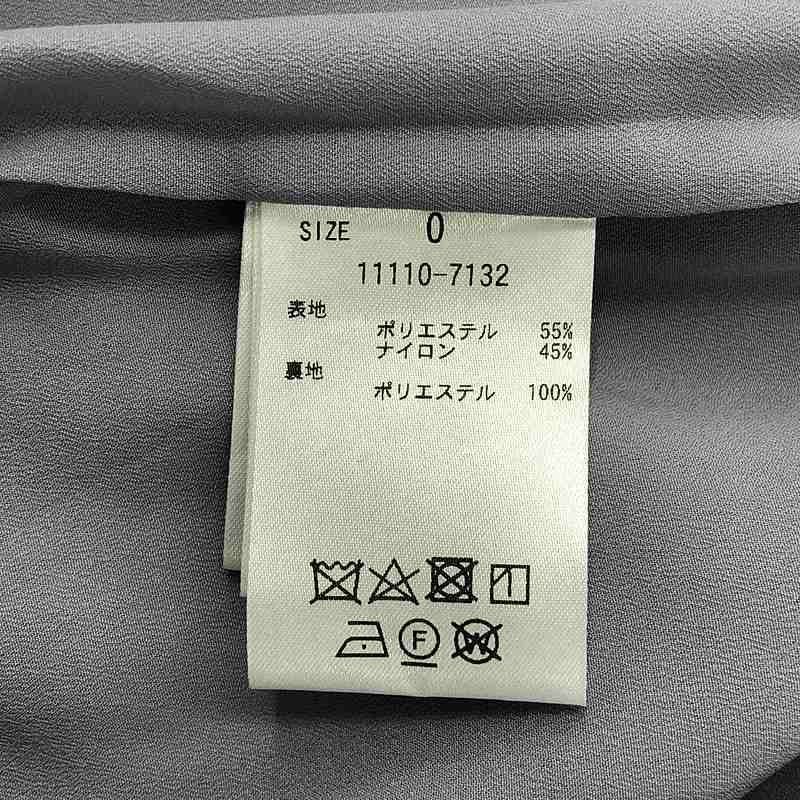 SIZE 0
11110-7132
表地
ポリエステル 55%
ナイロン 45%
裏地
ポリエステル 100%
F W